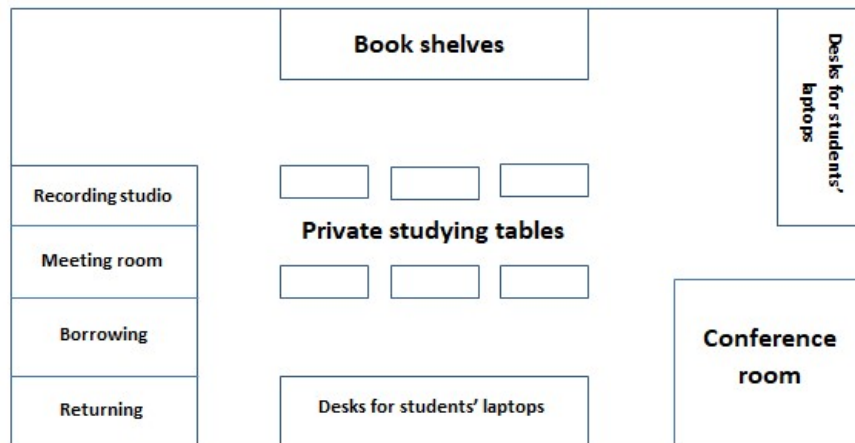 Book shelves
Desks for students'
laptops
Recording studio
Private studying tables
Meeting room
Borrowing
Conference
room
Returning
Desks for students' laptops